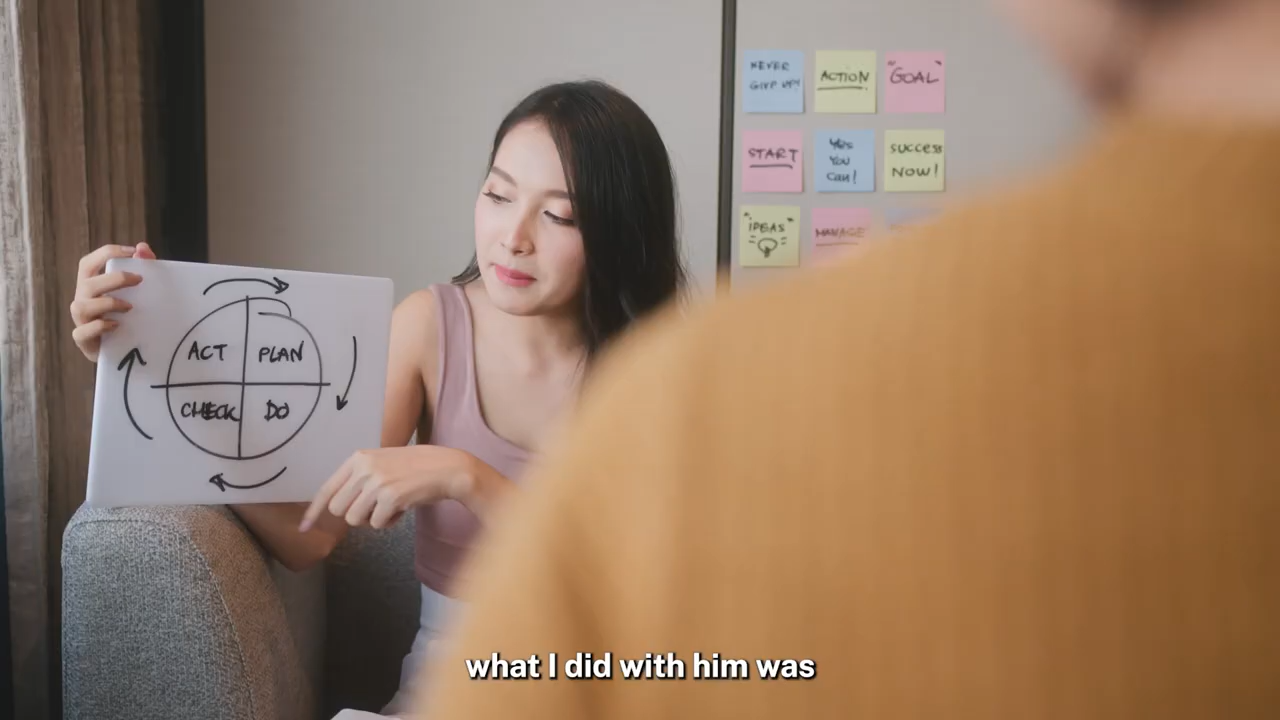 NEVER
GIVE UP!
ACTION
"GOAL"
START
YES
YOU
Can!
SUCCESS
NOW!
"IDEAS"
MANAGE
ACT
PLAN
CHECK
DO
what I did with him was